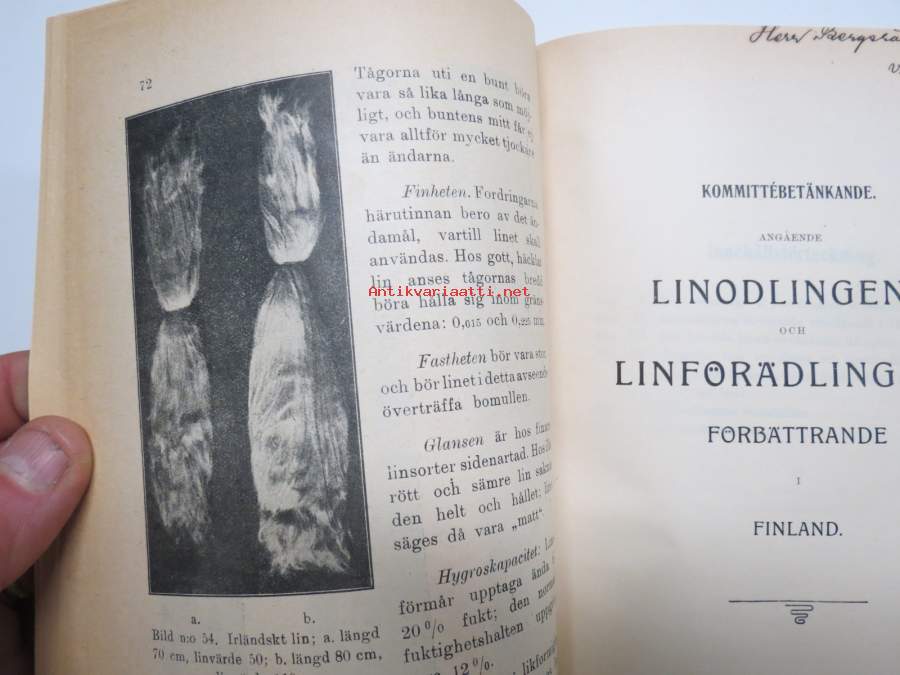 72
Tågorna uti en bunt böra
vara så lika långa som möj-
ligt, och buntens mitt får ej
vara alltför mycket tjockare
än ändarna.
Finheten. Fordringarna
härutinnan bero av det än-
damål, vartill linet skall
användas. Hos gott, häcklat
lin anses tågornas bredd
böra hålla sig inom gräns-
värdena: 0,015 och 0,225 mm
Fastheten bör vara stor,
och bör linet i detta avseende
överträffa bomullen.
Glansen är hos finare
linsorter sidenartad. Hos
rött och sämre lin
den helt och hållet;
säges då vara „matt".
Hygroskapacitet:
förmår upptaga ända
20 % fukt; den
fuktighetshalten
12 %.
a. b.
Bild n:o 54. Irländskt lin; a. längd
70 cm, linvärde 50; b. längd 80 cm,
Antikvariaatti.net
Herr
KOMMITTÉBETÄNKANDE.
ANGÅENDE
LINODLINGEN
OCH
LINFÖRÄDLING
FÖRBÄTTRANDE
I
FINLAND.